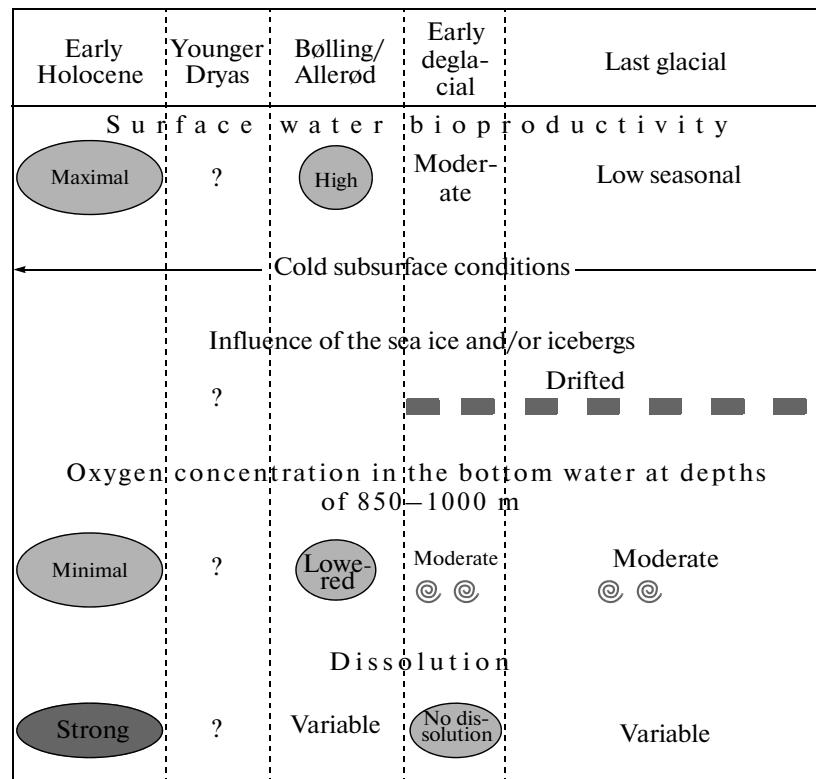 Early
Holocene
Younger
Dryas
Bølling/
Allerød
Early
degla-
cial
Last glacial
Surface water bioproductivity
Maximal
?
High
Moder-
ate
Low seasonal
Cold subsurface conditions
Influence of the sea ice and/or icebergs
?
Drifted
Oxygen concentration in the bottom water at depths
of 850–1000 m
Minimal
?
Lowe-
red
Moderate
Moderate
Dissolution
Strong
?
Variable
No dis-
solution
Variable